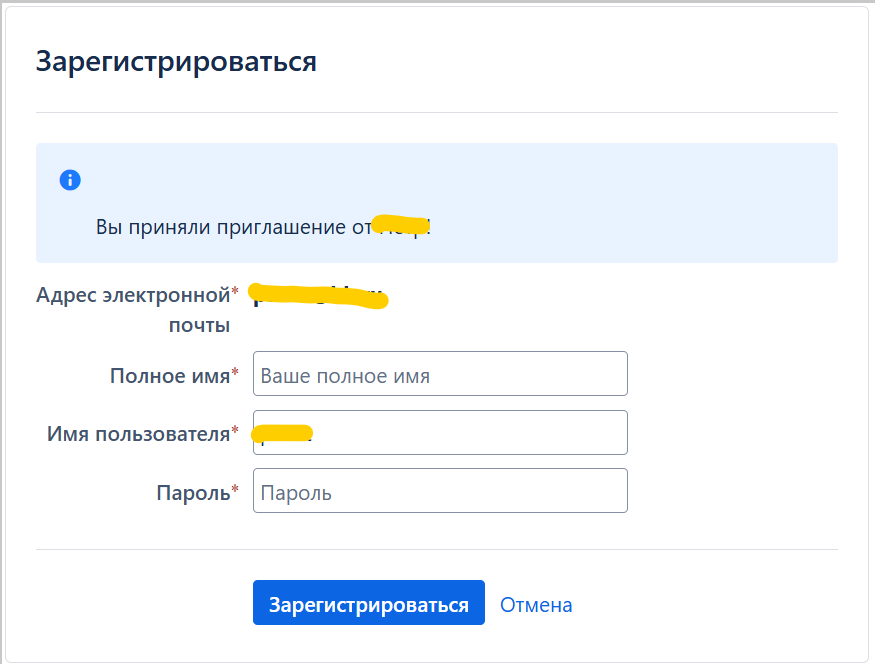 Зарегистрироваться
Вы приняли приглашение от
Адрес электронной*
почты
Полное имя* Ваше полное имя
Имя пользователя*
Пароль* Пароль
Зарегистрироваться Отмена